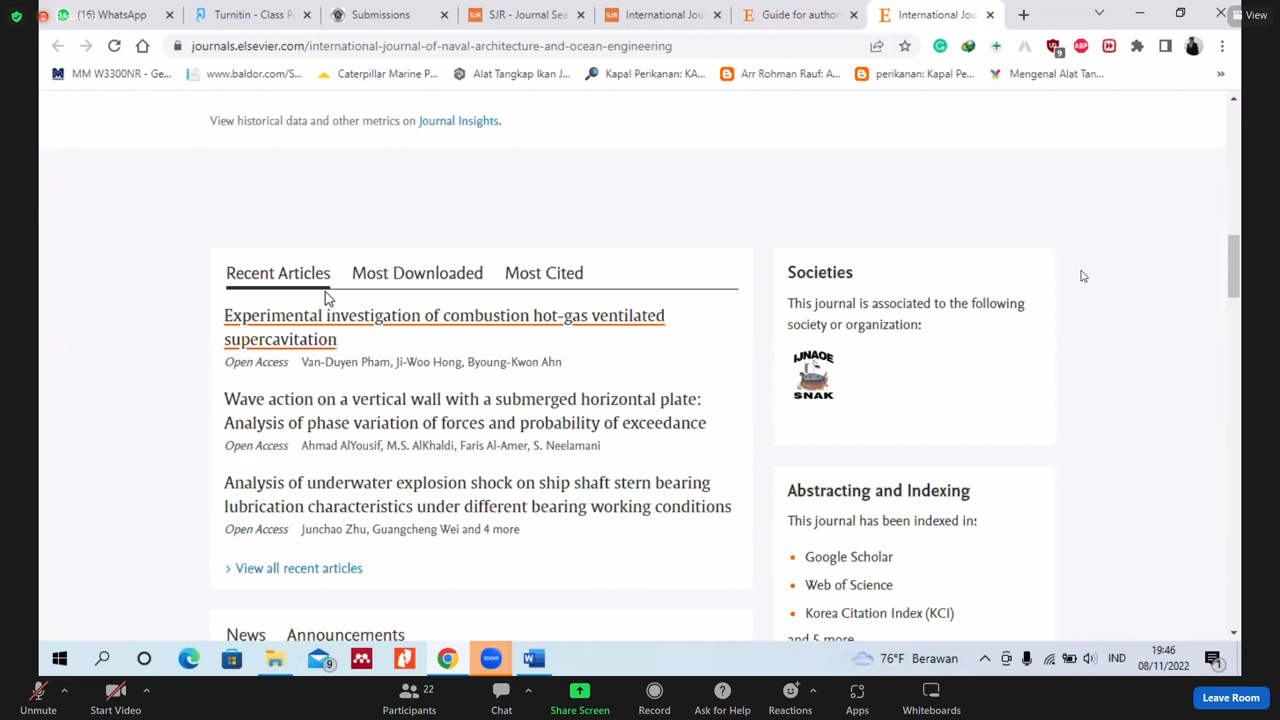 (15) WhatsApp
Turnitin - Class P
Submissions
SJR - Journal Sea
International Jou
Guide for author
International Jou
View
journals.elsevier.com/international-journal-of-naval-architecture-and-ocean-engineering
9
ABP
MM W3300NR - Ge...
www.baldor.com/S...
Caterpillar Marine P...
Alat Tangkap Ikan J...
Kapal Perikanan: KA...
Arr Rohman Rauf: A...
perikanan: Kapal Pe...
Mengenal Alat Tan...
»
View historical data and other metrics on Journal Insights.
Recent Articles
Most Downloaded
Most Cited
Experimental investigation of combustion hot-gas ventilated
supercavitation
Open Access Van-Duyen Pham, Ji-Woo Hong, Byoung-Kwon Ahn
Wave action on a vertical wall with a submerged horizontal plate:
Analysis of phase variation of forces and probability of exceedance
Open Access Ahmad AlYousif, M.S. AlKhaldi, Faris Al-Amer, S. Neelamani
Analysis of underwater explosion shock on ship shaft stern bearing
lubrication characteristics under different bearing working conditions
Open Access Junchao Zhu, Guangcheng Wei and 4 more
> View all recent articles
News
Announcements
Societies
This journal is associated to the following
society or organization:
IJNAOE
SNAK
Abstracting and Indexing
This journal has been indexed in:
• Google Scholar
• Web of Science
• Korea Citation Index (KCI)
and 5 more
9
zoom
76°F Berawan
IND
19:46
08/11/2022
1
Unmute
Start Video
22
Participants
Chat
Share Screen
Record
Ask for Help
Reactions
Apps
Whiteboards
Leave Room